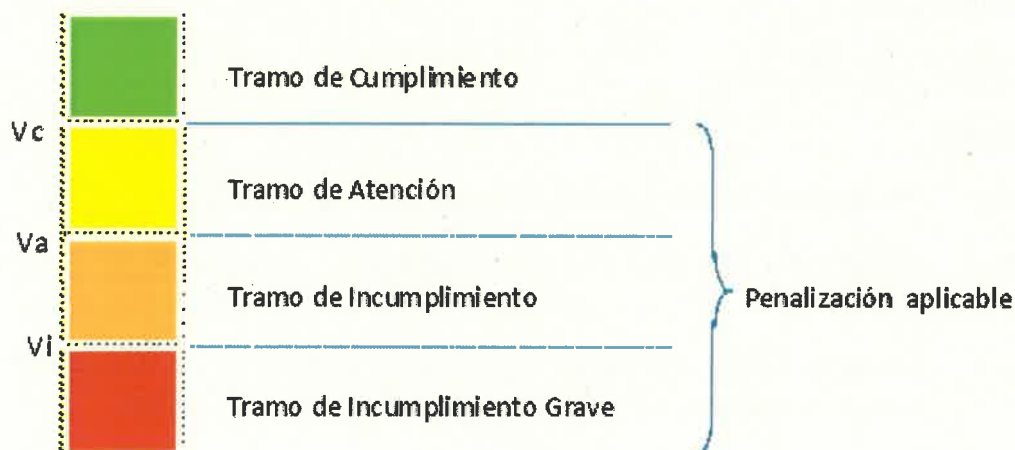 Tramo de Cumplimiento
Vc
Tramo de Atención
Va
Tramo de Incumplimiento
Penalización aplicable
Vi
Tramo de Incumplimiento Grave